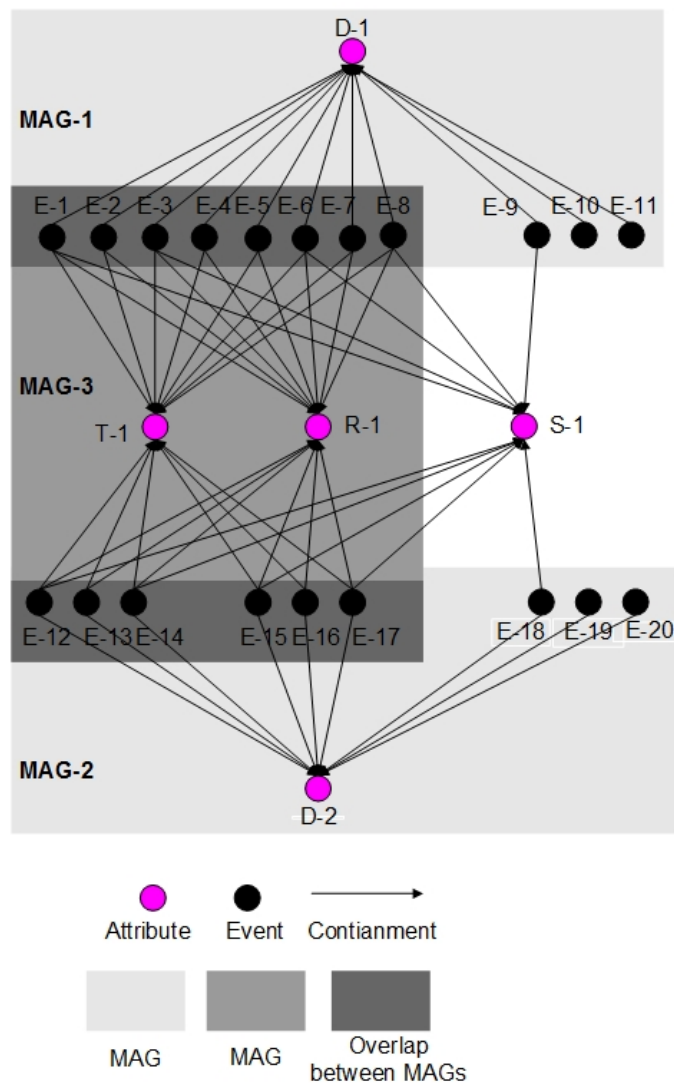 D-1
MAG-1
E-1 E-2 E-3 E-4 E-5 E-6 E-7 E-8 E-9 E-10 E-11
MAG-3
T-1 R-1 S-1
E-12 E-13 E-14 E-15 E-16 E-17 E-18 E-19 E-20
MAG-2
D-2
Attribute Event Contianment
MAG MAG Overlap
between MAGs